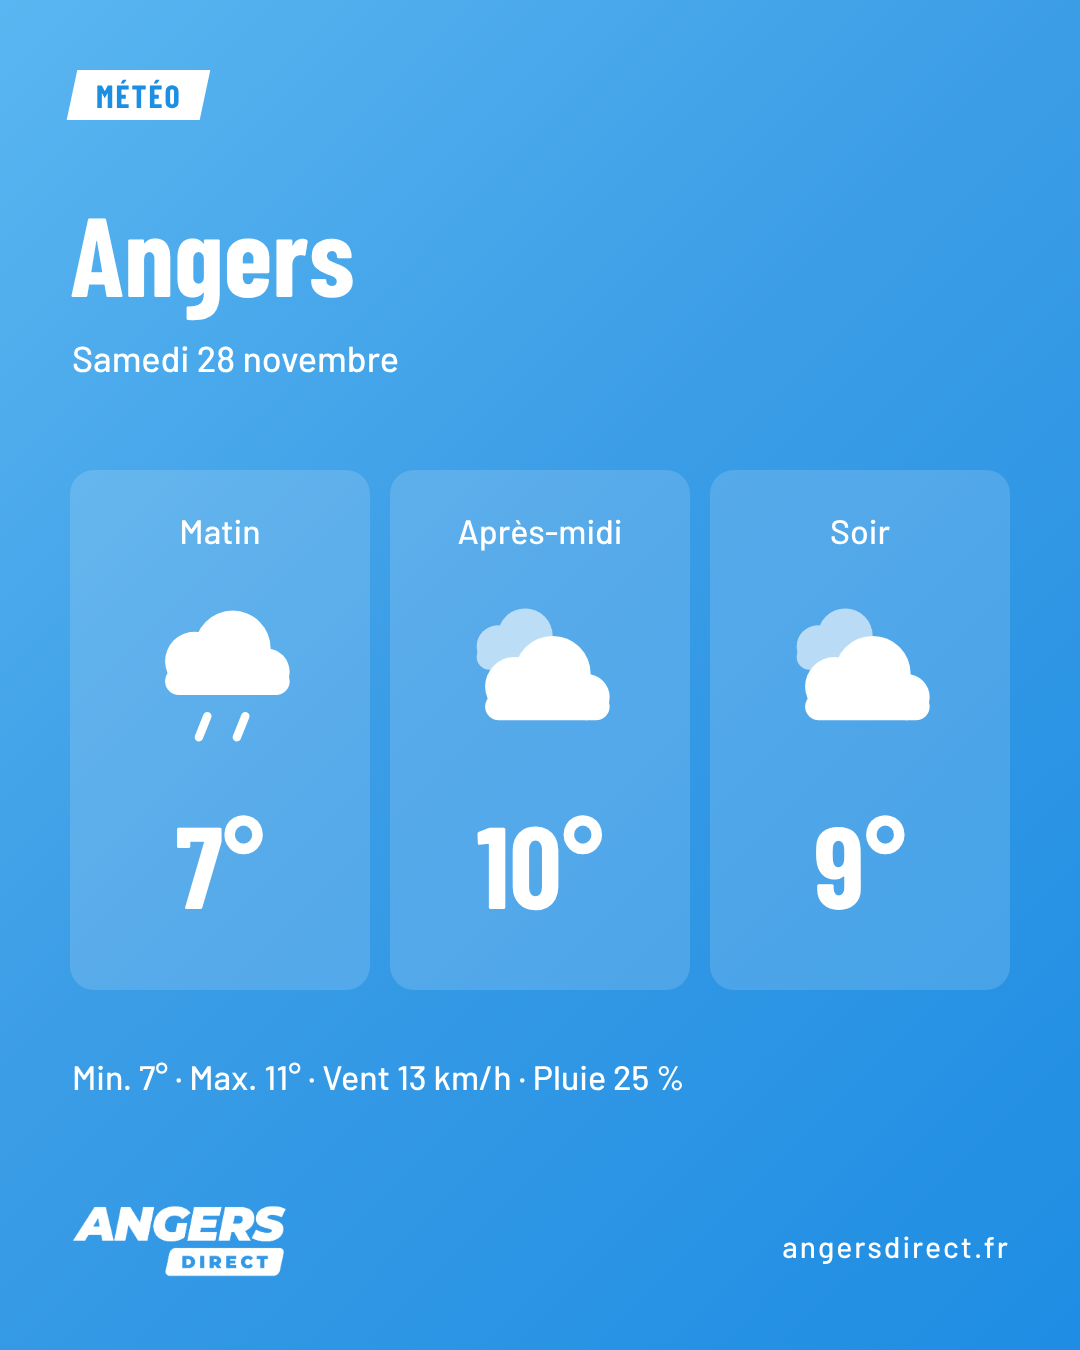 MÉTÉO
Angers
Samedi 28 novembre
Matin
Après-midi
Soir
7°
10°
9°
Min. 7° · Max. 11° · Vent 13 km/h · Pluie 25 %
ANGERS
DIRECT
angersdirect.fr